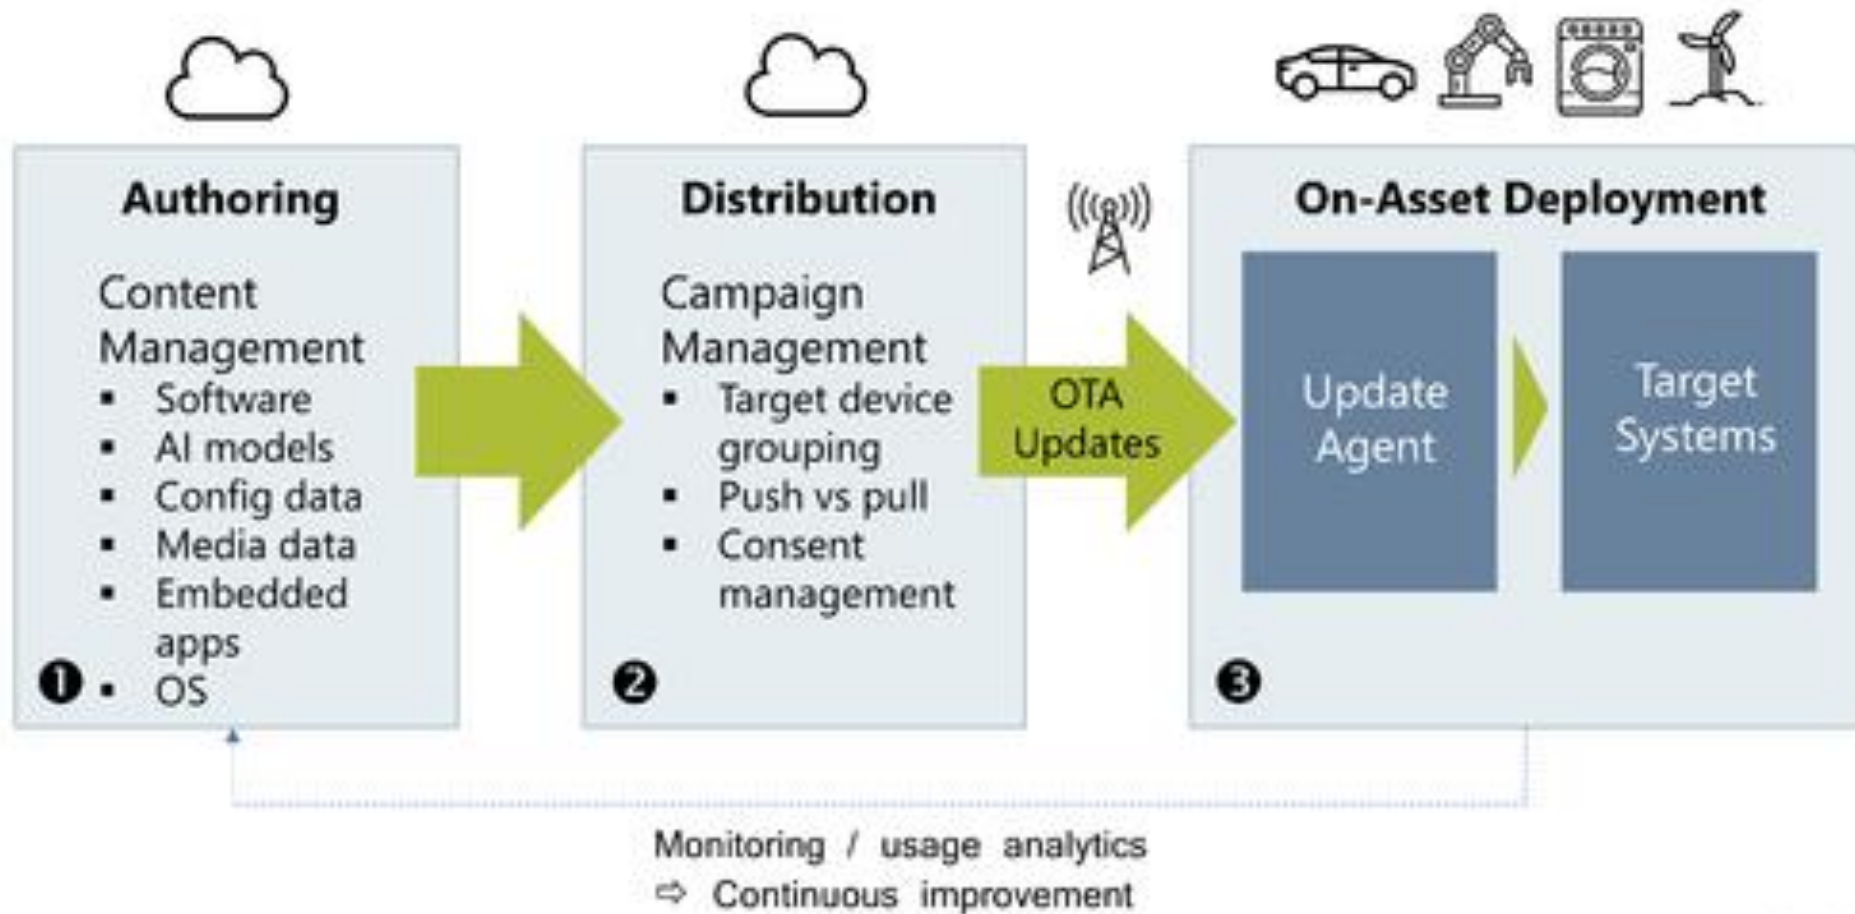 Authoring
Content
Management
▪ Software
▪ AI models
▪ Config data
▪ Media data
▪ Embedded
apps
▪ OS
❶
Distribution
Campaign
Management
▪ Target device
grouping
▪ Push vs pull
▪ Consent
management
❷
OTA
Updates
On-Asset Deployment
Update
Agent
Target
Systems
❸
Monitoring / usage analytics
⇨ Continuous improvement